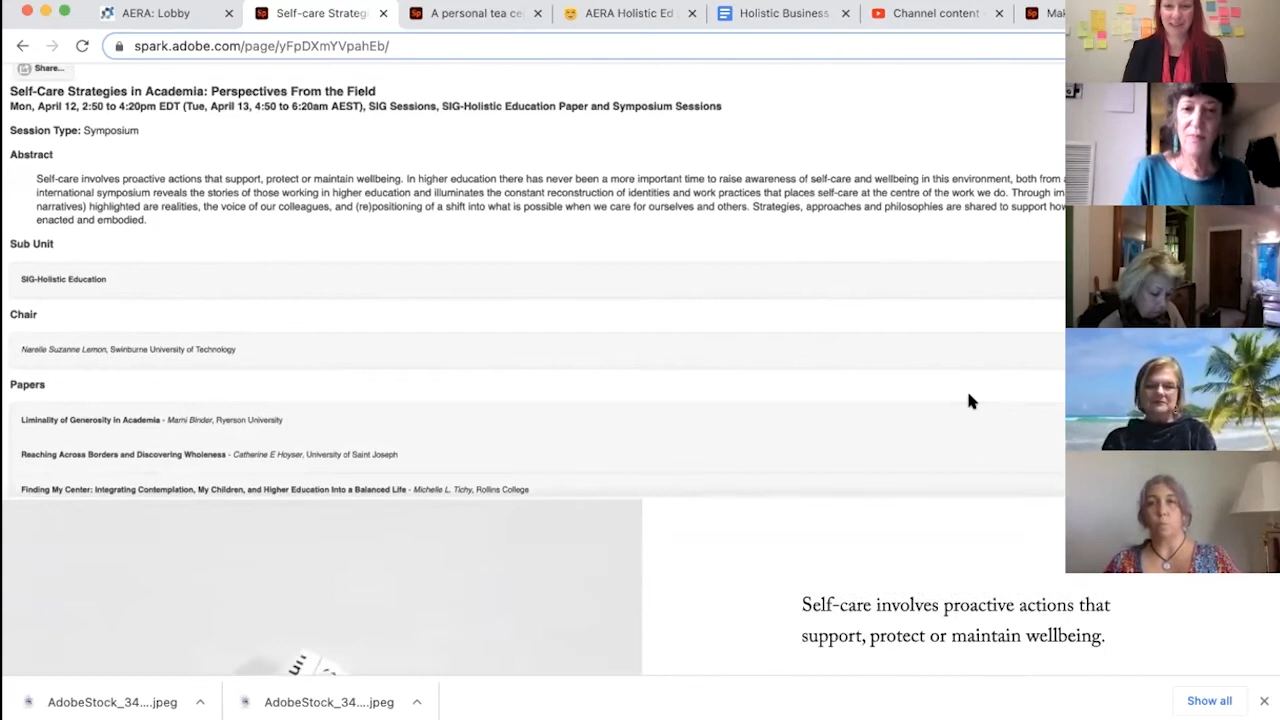 AERA: Lobby
Self-care Strateg
A personal tea ce
AERA Holistic Ed
Holistic Business
Channel content
Mak
spark.adobe.com/page/yFpDXmYVpahEb/
Share...
Self-Care Strategies in Academia: Perspectives From the Field
Mon, April 12, 2:50 to 4:20pm EDT (Tue, April 13, 4:50 to 6:20am AEST), SIG Sessions, SIG-Holistic Education Paper and Symposium Sessions
Session Type: Symposium
Abstract
Self-care involves proactive actions that support, protect or maintain wellbeing. In higher education there has never been a more important time to raise awareness of self-care and wellbeing in this environment, both from
international symposium reveals the stories of those working in higher education and illuminates the constant reconstruction of identities and work practices that places self-care at the centre of the work we do. Through im
narratives) highlighted are realities, the voice of our colleagues, and (re)positioning of a shift into what is possible when we care for ourselves and others. Strategies, approaches and philosophies are shared to support how
enacted and embodied.
Sub Unit
SIG-Holistic Education
Chair
Narelle Suzanne Lemon, Swinburne University of Technology
Papers
Liminality of Generosity in Academia - Marni Binder, Ryerson University
Reaching Across Borders and Discovering Wholeness - Catherine E Hoyser, University of Saint Joseph
Finding My Center: Integrating Contemplation, My Children, and Higher Education Into a Balanced Life - Michelle L. Tichy, Rollins College
Self-care involves proactive actions that
support, protect or maintain wellbeing.
AdobeStock_34....jpeg
AdobeStock_34....jpeg
Show all